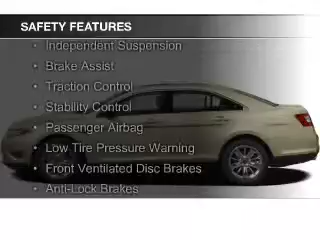 SAFETY FEATURES
• Independent Suspension
• Brake Assist
• Traction Control
• Stability Control
• Passenger Airbag
• Low Tire Pressure Warning
• Front Ventilated Disc Brakes
• Anti-Lock Brakes